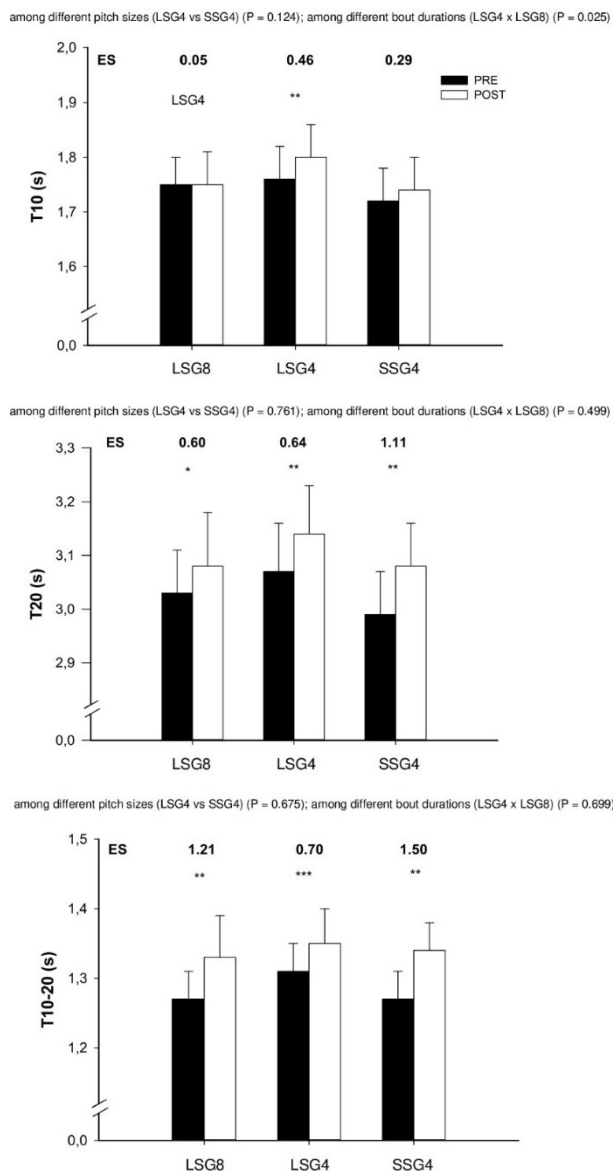 among different pitch sizes (LSG4 vs SSG4) (P = 0.124); among different bout durations (LSG4 x LSG8) (P = 0.025)
2,0
ES 0.05 0.46 0.29
PRE
POST
1,9
LSG4 **
1,8
1,7
1,6
0,0
T10 (s)
LSG8 LSG4 SSG4
among different pitch sizes (LSG4 vs SSG4) (P = 0.761); among different bout durations (LSG4 x LSG8) (P = 0.499)
3,3
ES 0.60 0.64 1.11
* ** **
3,2
3,1
3,0
2,9
0,0
T20 (s)
LSG8 LSG4 SSG4
among different pitch sizes (LSG4 vs SSG4) (P = 0.675); among different bout durations (LSG4 x LSG8) (P = 0.699)
1,5
ES 1.21 0.70 1.50
** *** **
1,4
1,3
1,2
0,0
T10-20 (s)
LSG8 LSG4 SSG4